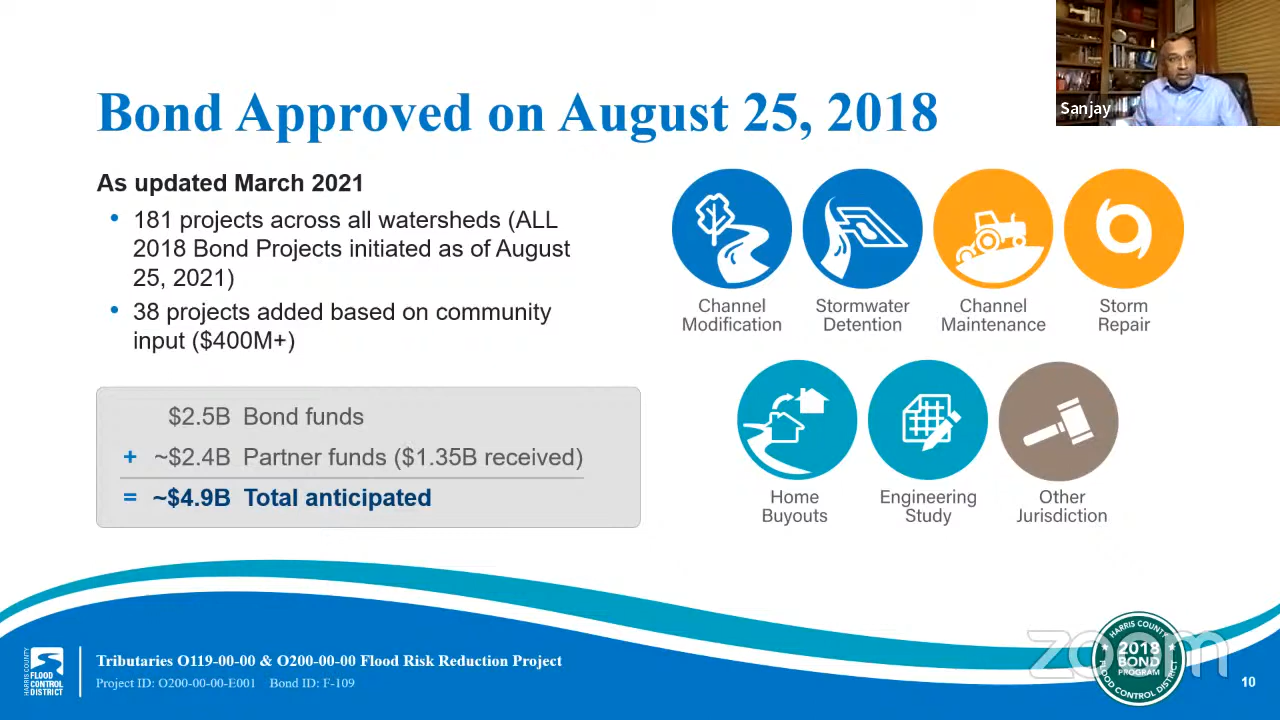 Sanjay
Bond Approved on August 25, 2018
As updated March 2021
• 181 projects across all watersheds (ALL
2018 Bond Projects initiated as of August
25, 2021)
• 38 projects added based on community
input ($400M+)
$2.5B Bond funds
+ ~$2.4B Partner funds ($1.35B received)
= ~$4.9B Total anticipated
Channel
Modification
Stormwater
Detention
Channel
Maintenance
Storm
Repair
Home
Buyouts
Engineering
Study
Other
Jurisdiction
HARRIS COUNTY
FLOOD
CONTROL
DISTRICT
Tributaries O119-00-00 & O200-00-00 Flood Risk Reduction Project
Project ID: O200-00-00-E001 Bond ID: F-109
zoom
HARRIS COUNTY
2018
BOND
PROGRAM
FLOOD CONTROL DISTRICT
10